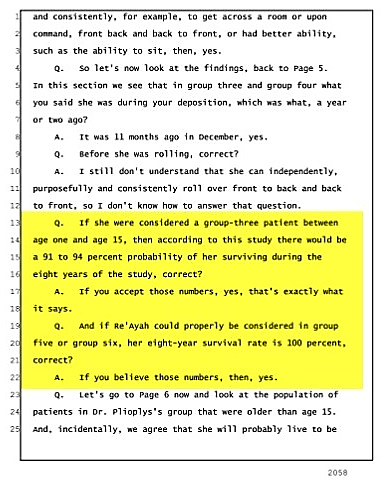 1 and consistently, for example, to get across a room or upon
2 command, front back and back to front, or had better ability,
3 such as the ability to sit, then, yes.
4 Q. So let's now look at the findings, back to Page 5.
5 In this section we see that in group three and group four what
6 you said she was during your deposition, which was what, a year
7 or two ago?
8 A. It was 11 months ago in December, yes.
9 Q. Before she was rolling, correct?
10 A. I still don't understand that she can independently,
11 purposefully and consistently roll over front to back and back
12 to front, so I don't know how to answer that question.
13 Q. If she were considered a group-three patient between
14 age one and age 15, then according to this study there would be
15 a 91 to 94 percent probability of her surviving during the
16 eight years of the study, correct?
17 A. If you accept those numbers, yes, that's exactly what
18 it says.
19 Q. And if Re'Ayah could properly be considered in group
20 five or group six, her eight-year survival rate is 100 percent,
21 correct?
22 A. If you believe those numbers, then, yes.
23 Q. Let's go to Page 6 now and look at the population of
24 patients in Dr. Plioplys's group that were older than age 15.
25 And, incidentally, we agree that she will probably live to be
2058